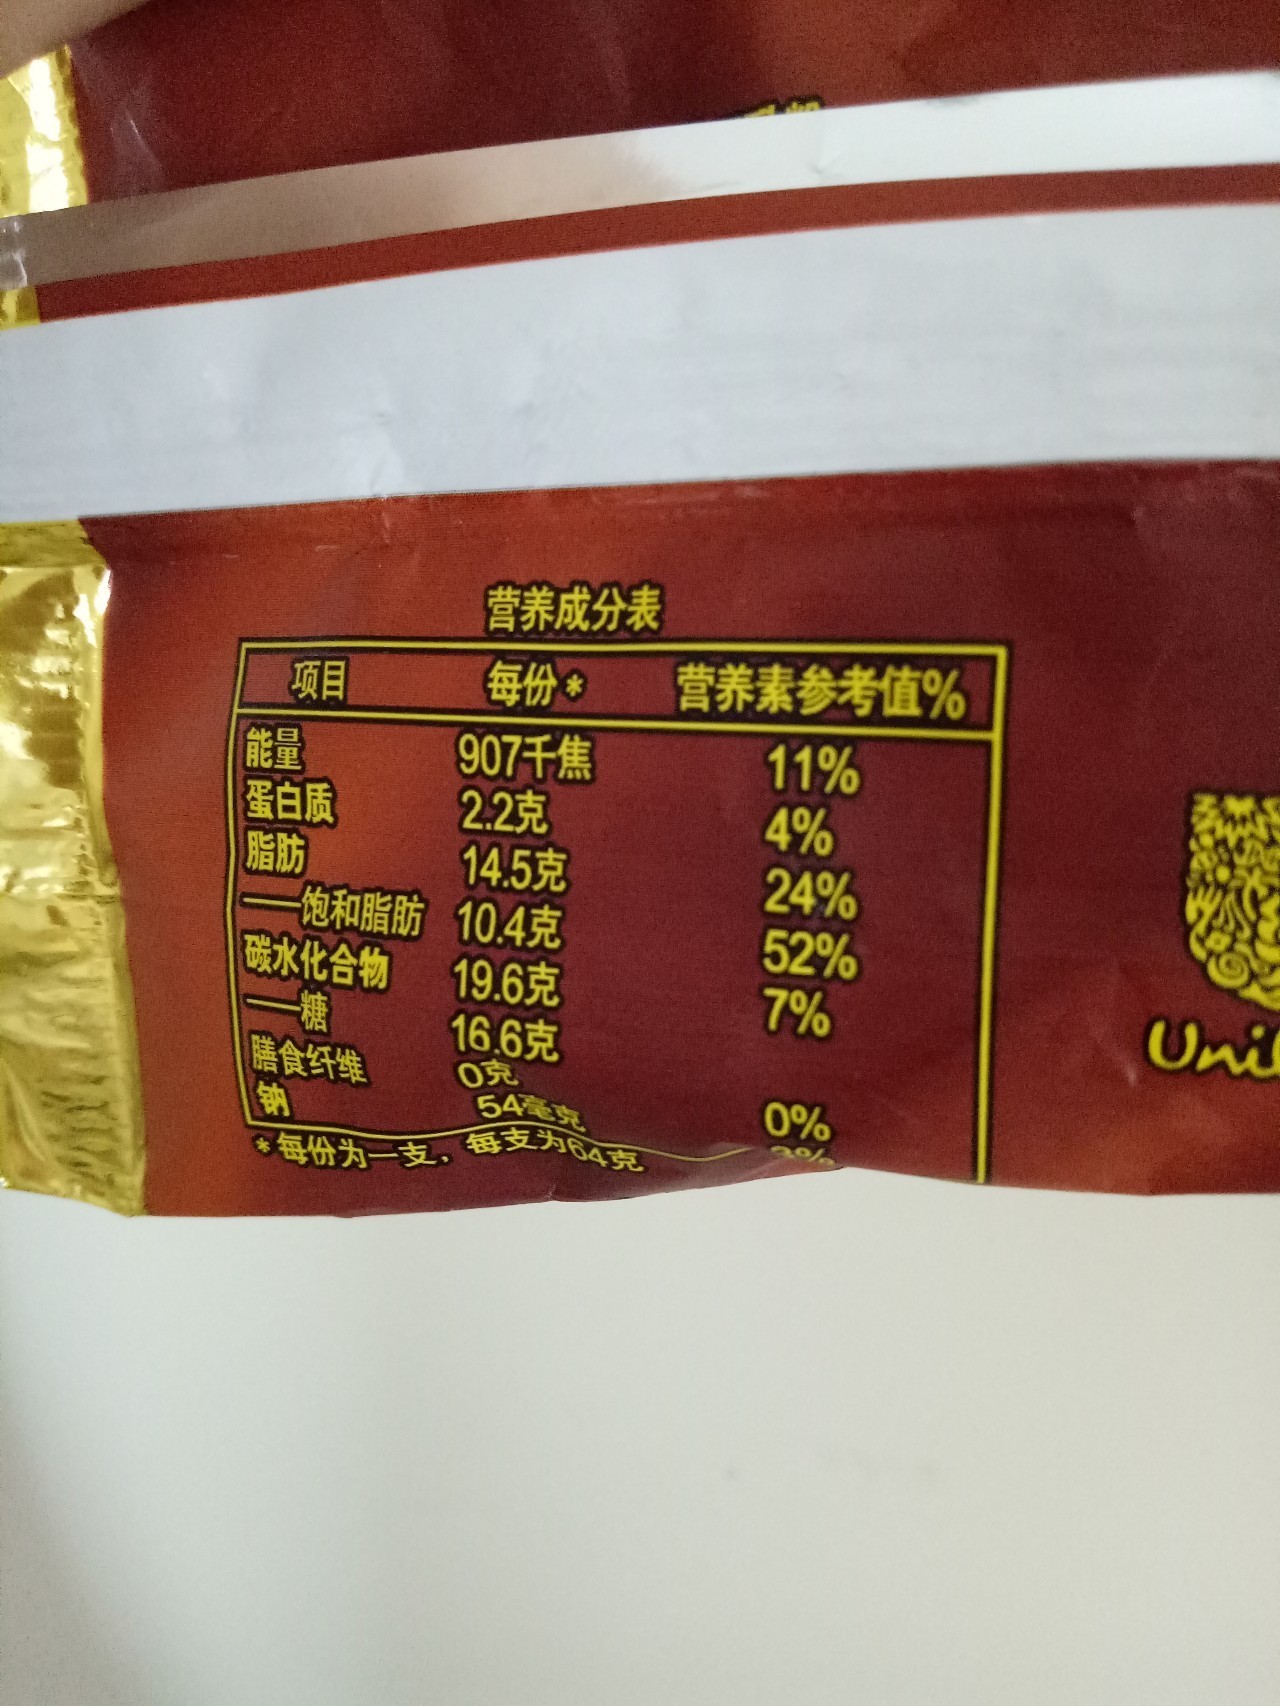 营养成分表
项目 每份* 营养素参考值%
能量 907千焦 11%
蛋白质 2.2克 4%
脂肪 14.5克 24%
——饱和脂肪 10.4克 52%
碳水化合物 19.6克 7%
——糖 16.6克
膳食纤维 0克 0%
钠 54毫克 3%
*每份为一支，每支为64克
Unil